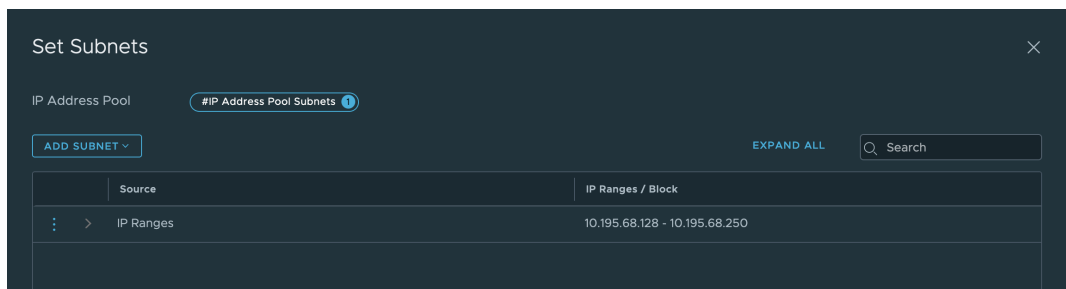 Set Subnets
IP Address Pool
#IP Address Pool Subnets 1
ADD SUBNET
EXPAND ALL
Search
Source
IP Ranges / Block
IP Ranges
10.195.68.128 - 10.195.68.250